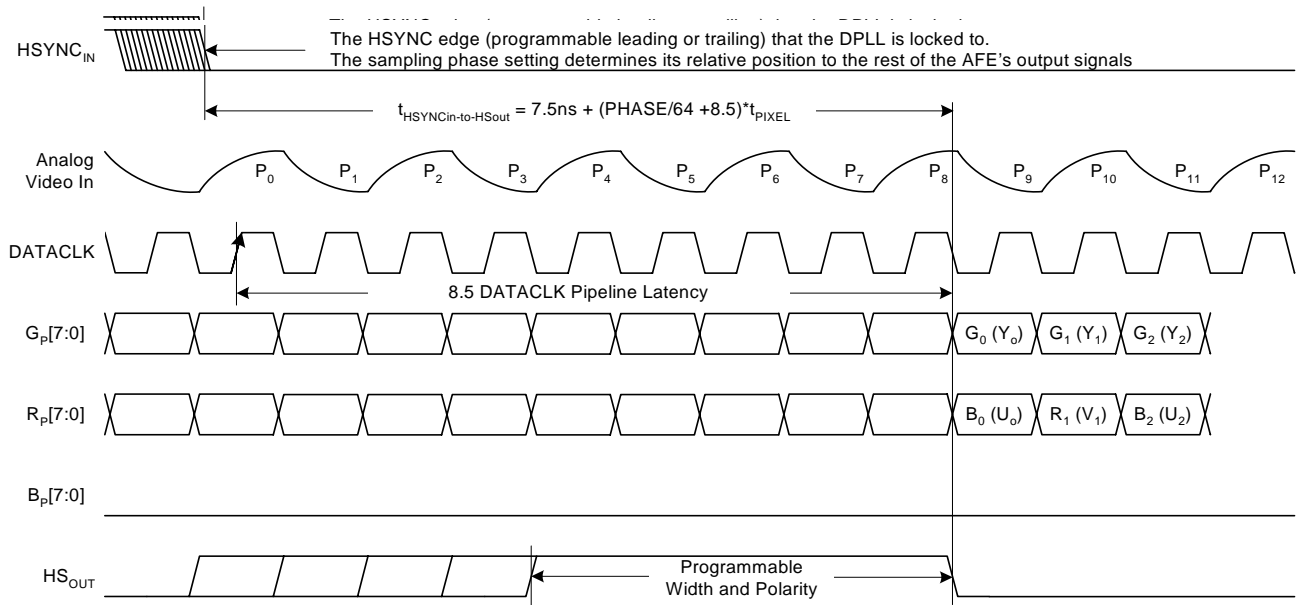 HSYNC_IN
The HSYNC edge (programmable leading or trailing) that the DPLL is locked to.
The sampling phase setting determines its relative position to the rest of the AFE's output signals
t_HSYNCin-to-HSout = 7.5ns + (PHASE/64 +8.5)*t_PIXEL
Analog
Video In
P_0 P_1 P_2 P_3 P_4 P_5 P_6 P_7 P_8 P_9 P_10 P_11 P_12
DATACLK
8.5 DATACLK Pipeline Latency
G_P[7:0]
G_0 (Y_o) G_1 (Y_1) G_2 (Y_2)
R_P[7:0]
B_0 (U_o) R_1 (V_1) B_2 (U_2)
B_P[7:0]
HS_OUT
Programmable
Width and Polarity